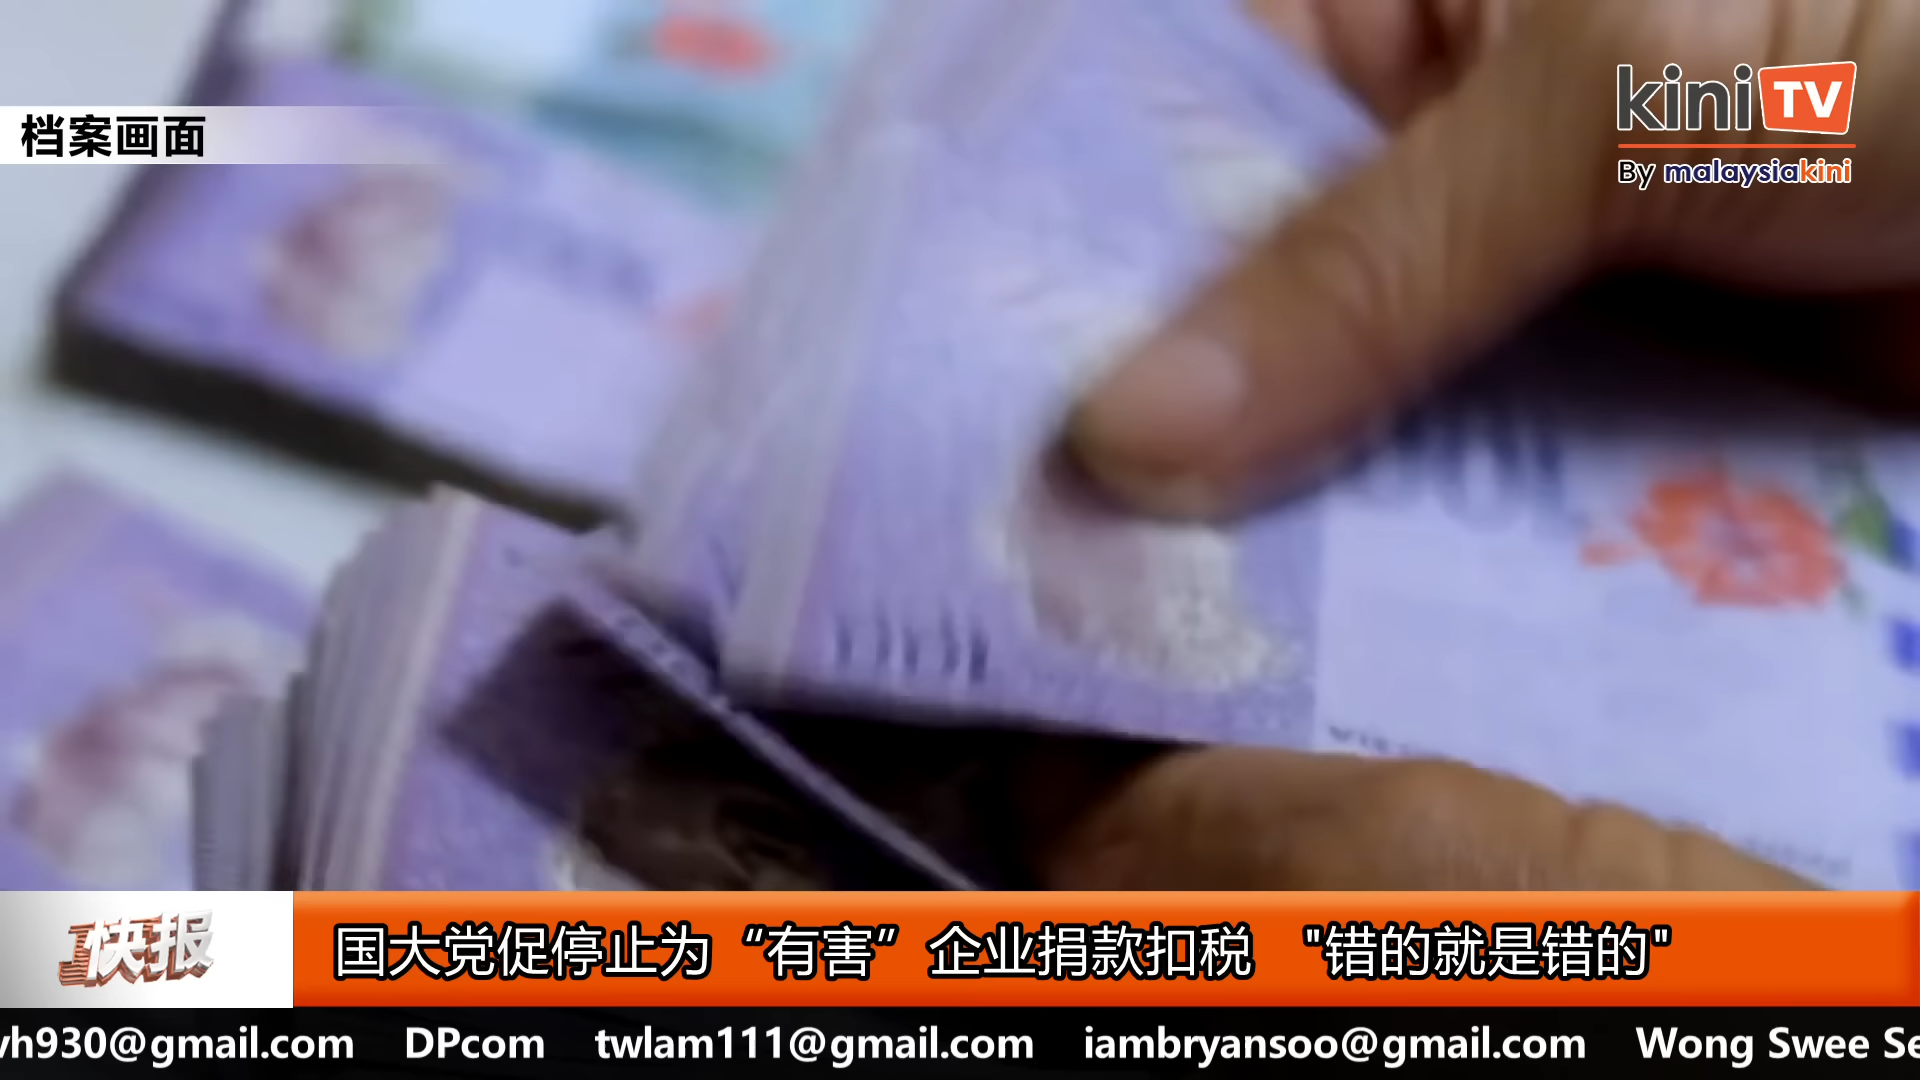 档案画面
kini TV
By malaysiakini
快报
国大党促停止为“有害”企业捐款扣税 "错的就是错的"
vh930@gmail.com DPcom twlam111@gmail.com iambryansoo@gmail.com Wong Swee Se